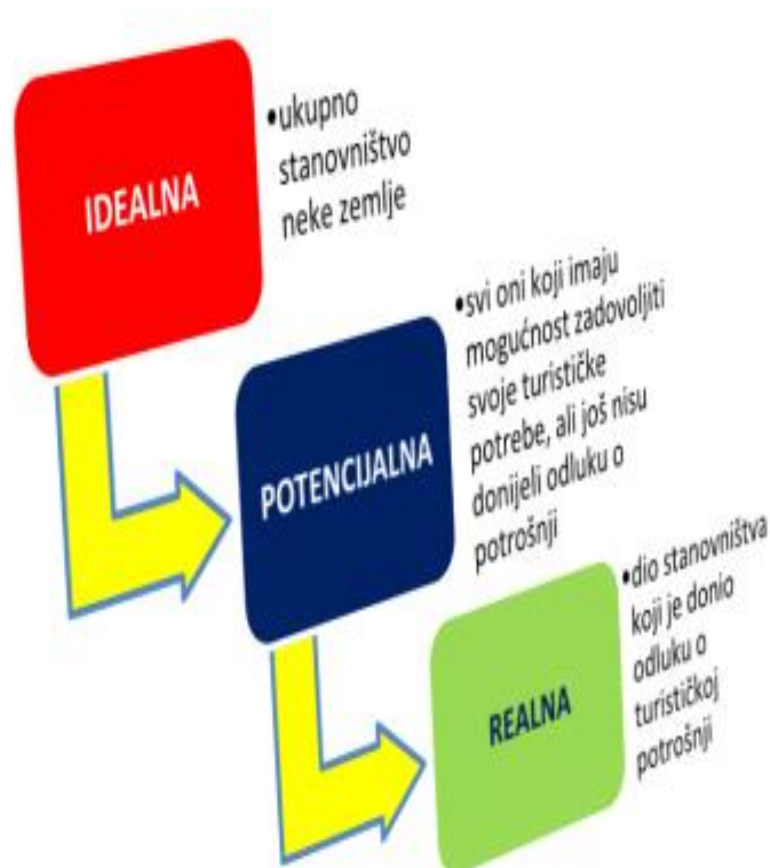 IDEALNA
•ukupno
stanovništvo
neke zemlje
POTENCIJALNA
•svi oni koji imaju
mogućnost zadovoljiti
svoje turističke
potrebe, ali još nisu
donijeli odluku o
potrošnji
REALNA
•dio stanovništva
koji je donio
odluku o
turističkoj
potrošnji